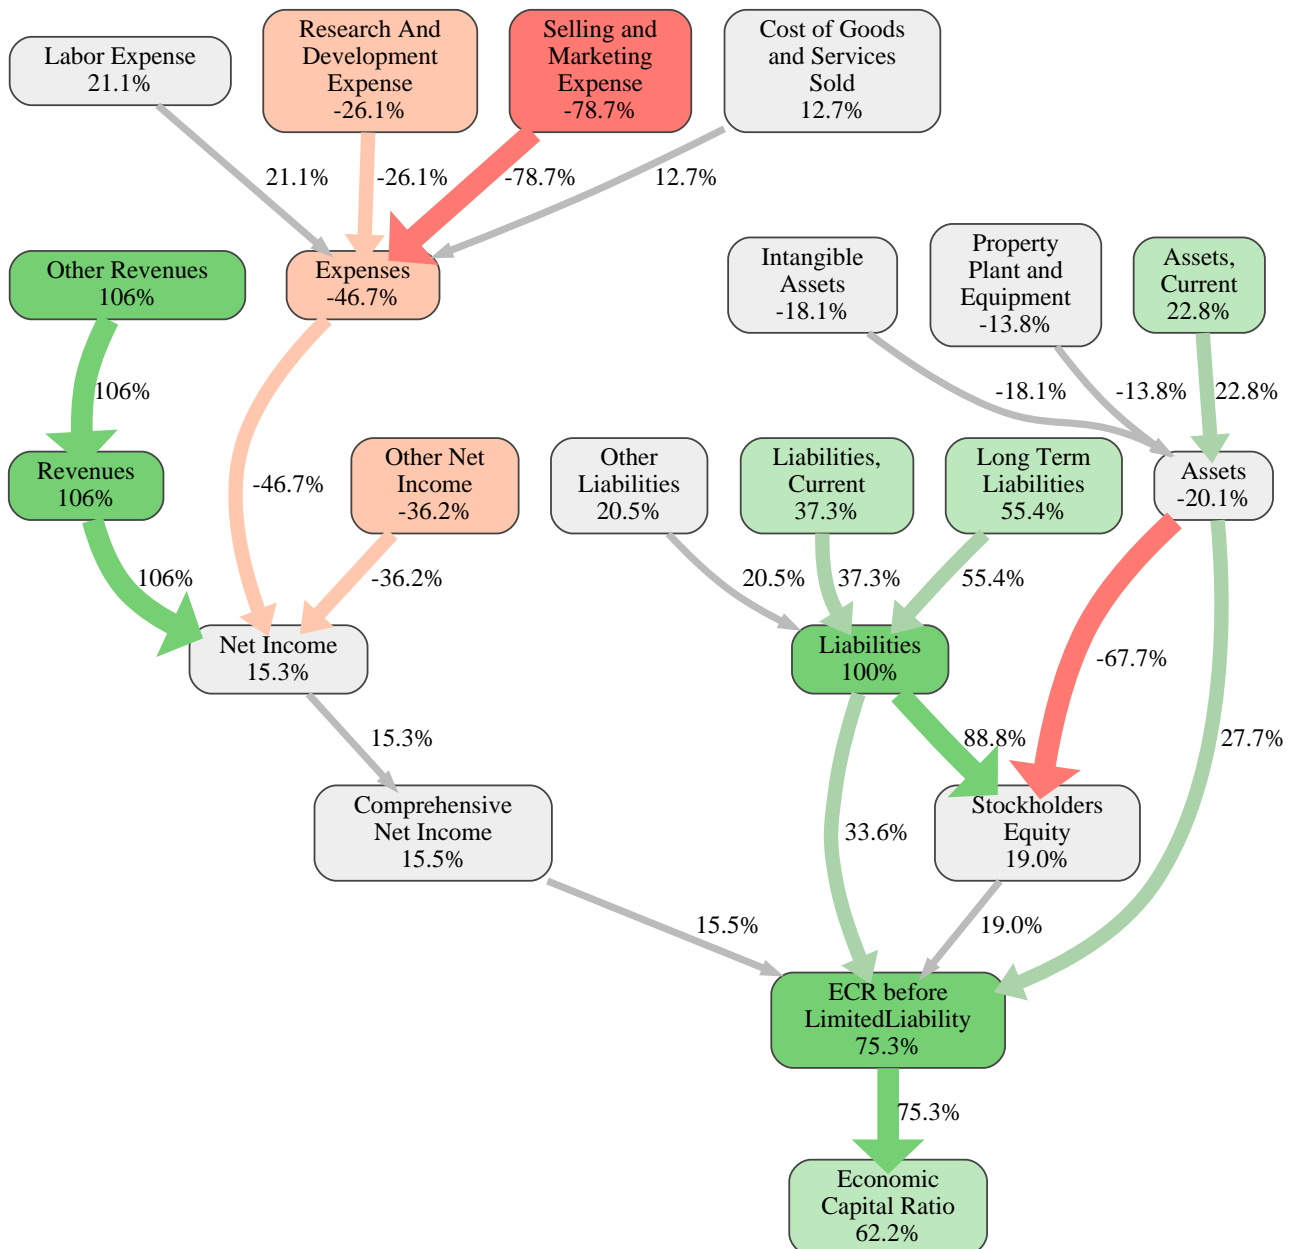 Labor Expense
21.1%
Research And
Development
Expense
-26.1%
Selling and
Marketing
Expense
-78.7%
Cost of Goods
and Services
Sold
12.7%
21.1%
-26.1%
-78.7%
12.7%
Other Revenues
106%
Expenses
-46.7%
Intangible
Assets
-18.1%
Property
Plant and
Equipment
-13.8%
Assets,
Current
22.8%
106%
-18.1%
-13.8%
22.8%
Revenues
106%
-46.7%
Other Net
Income
-36.2%
Other
Liabilities
20.5%
Liabilities,
Current
37.3%
Long Term
Liabilities
55.4%
Assets
-20.1%
106%
-36.2%
20.5%
37.3%
55.4%
Net Income
15.3%
Liabilities
100%
-67.7%
15.3%
88.8%
27.7%
Comprehensive
Net Income
15.5%
33.6%
Stockholders
Equity
19.0%
15.5%
19.0%
ECR before
LimitedLiability
75.3%
75.3%
Economic
Capital Ratio
62.2%